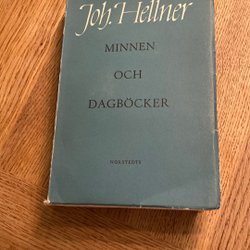 Joh. Hellner
MINNEN
OCH
DAGBÖCKER
NORSTEDTS